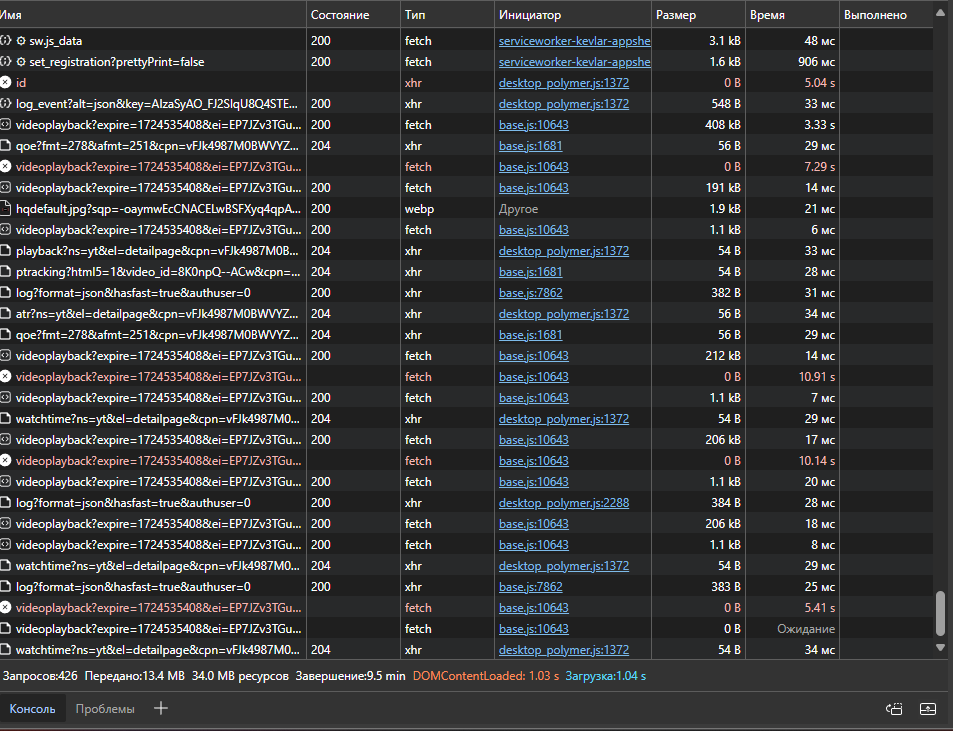 Имя Состояние Тип Инициатор Размер Время Выполнено
sw.js_data 200 fetch serviceworker-kevlar-appshe 3.1 kB 48 мс
set_registration?prettyPrint=false 200 fetch serviceworker-kevlar-appshe 1.6 kB 906 мс
id xhr desktop_polymer.js:1372 0 B 5.04 s
log_event?alt=json&key=AIzaSyAO_FJ2SlqU8Q4STE... 200 xhr desktop_polymer.js:1372 548 B 33 мс
videoplayback?expire=1724535408&ei=EP7JZv3TGu... 200 fetch base.js:10643 408 kB 3.33 s
qoe?fmt=278&afmt=251&cpn=vFJk4987M0BWVYZ... 204 xhr base.js:1681 56 B 29 мс
videoplayback?expire=1724535408&ei=EP7JZv3TGu... fetch base.js:10643 0 B 7.29 s
videoplayback?expire=1724535408&ei=EP7JZv3TGu... 200 fetch base.js:10643 191 kB 14 мс
hqdefault.jpg?sqp=-oaymwEcCNACELwBSFXyq4qpA... 200 webp Другое 1.9 kB 21 мс
videoplayback?expire=1724535408&ei=EP7JZv3TGu... 200 fetch base.js:10643 1.1 kB 6 мс
playback?ns=yt&el=detailpage&cpn=vFJk4987M0B... 204 xhr desktop_polymer.js:1372 54 B 33 мс
ptracking?html5=1&video_id=8K0npQ--ACw&cpn=... 204 xhr base.js:1681 54 B 28 мс
log?format=json&hasfast=true&authuser=0 200 xhr base.js:7862 382 B 31 мс
atr?ns=yt&el=detailpage&cpn=vFJk4987M0BWVYZ... 204 xhr desktop_polymer.js:1372 56 B 34 мс
qoe?fmt=278&afmt=251&cpn=vFJk4987M0BWVYZ... 204 xhr base.js:1681 56 B 29 мс
videoplayback?expire=1724535408&ei=EP7JZv3TGu... 200 fetch base.js:10643 212 kB 14 мс
videoplayback?expire=1724535408&ei=EP7JZv3TGu... fetch base.js:10643 0 B 10.91 s
videoplayback?expire=1724535408&ei=EP7JZv3TGu... 200 fetch base.js:10643 1.1 kB 7 мс
watchtime?ns=yt&el=detailpage&cpn=vFJk4987M0... 204 xhr desktop_polymer.js:1372 54 B 29 мс
videoplayback?expire=1724535408&ei=EP7JZv3TGu... 200 fetch base.js:10643 206 kB 17 мс
videoplayback?expire=1724535408&ei=EP7JZv3TGu... fetch base.js:10643 0 B 10.14 s
videoplayback?expire=1724535408&ei=EP7JZv3TGu... 200 fetch base.js:10643 1.1 kB 20 мс
log?format=json&hasfast=true&authuser=0 200 xhr desktop_polymer.js:2288 384 B 28 мс
videoplayback?expire=1724535408&ei=EP7JZv3TGu... 200 fetch base.js:10643 206 kB 18 мс
videoplayback?expire=1724535408&ei=EP7JZv3TGu... 200 fetch base.js:10643 1.1 kB 8 мс
watchtime?ns=yt&el=detailpage&cpn=vFJk4987M0... 204 xhr desktop_polymer.js:1372 54 B 29 мс
log?format=json&hasfast=true&authuser=0 200 xhr base.js:7862 383 B 25 мс
videoplayback?expire=1724535408&ei=EP7JZv3TGu... fetch base.js:10643 0 B 5.41 s
videoplayback?expire=1724535408&ei=EP7JZv3TGu... fetch base.js:10643 0 B Ожидание
watchtime?ns=yt&el=detailpage&cpn=vFJk4987M0... 204 xhr desktop_polymer.js:1372 54 B 34 мс
Запросов:426 Передано:13.4 MB 34.0 MB ресурсов Завершение:9.5 min DOMContentLoaded: 1.03 s Загрузка:1.04 s
Консоль Проблемы